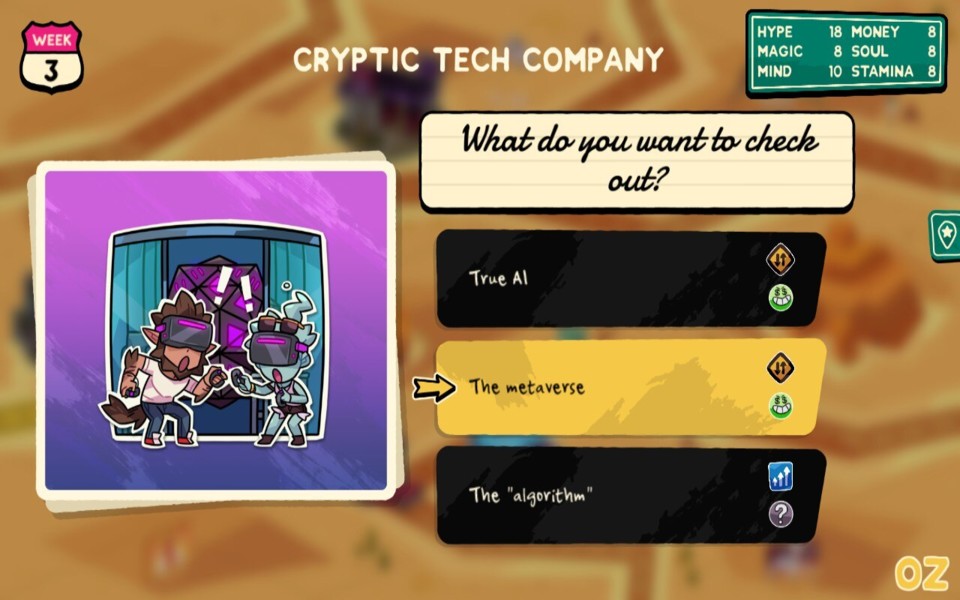 WEEK
3
CRYPTIC TECH COMPANY
HYPE 18 MONEY 8
MAGIC 8 SOUL 8
MIND 10 STAMINA 8
What do you want to check
out?
True AI
The metaverse
The "algorithm"
?
!!
OZ